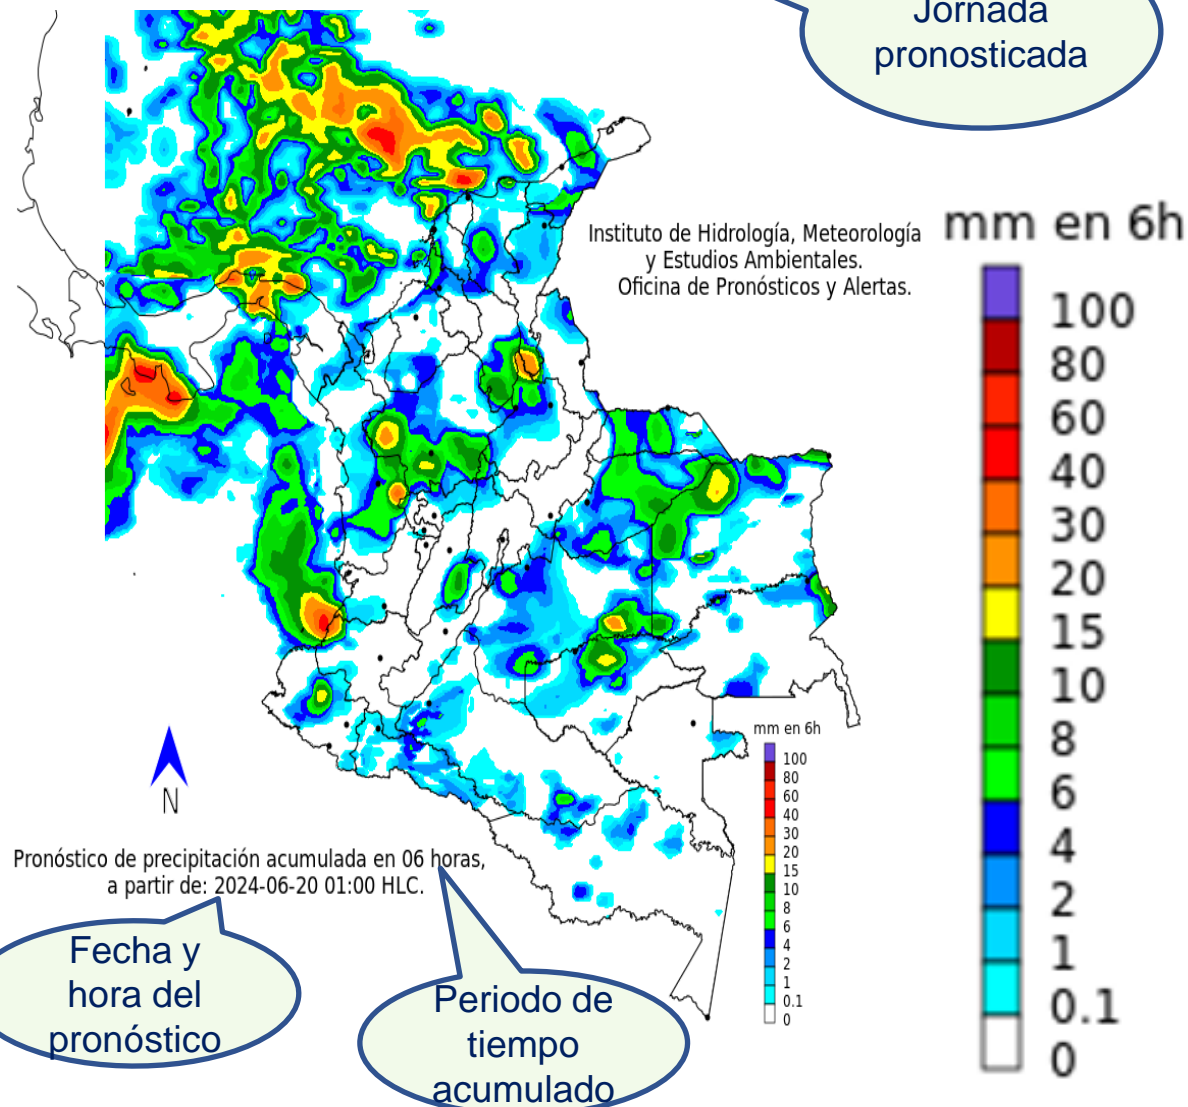 Jornada
pronosticada
Instituto de Hidrología, Meteorología
y Estudios Ambientales.
Oficina de Pronósticos y Alertas.
mm en 6h
100
80
60
40
30
20
15
10
8
6
4
2
1
0.1
0
mm en 6h
100
80
60
40
30
20
15
10
8
6
4
2
1
0.1
0
N
Pronóstico de precipitación acumulada en 06 horas,
a partir de: 2024-06-20 01:00 HLC.
Fecha y
hora del
pronóstico
Periodo de
tiempo
acumulado